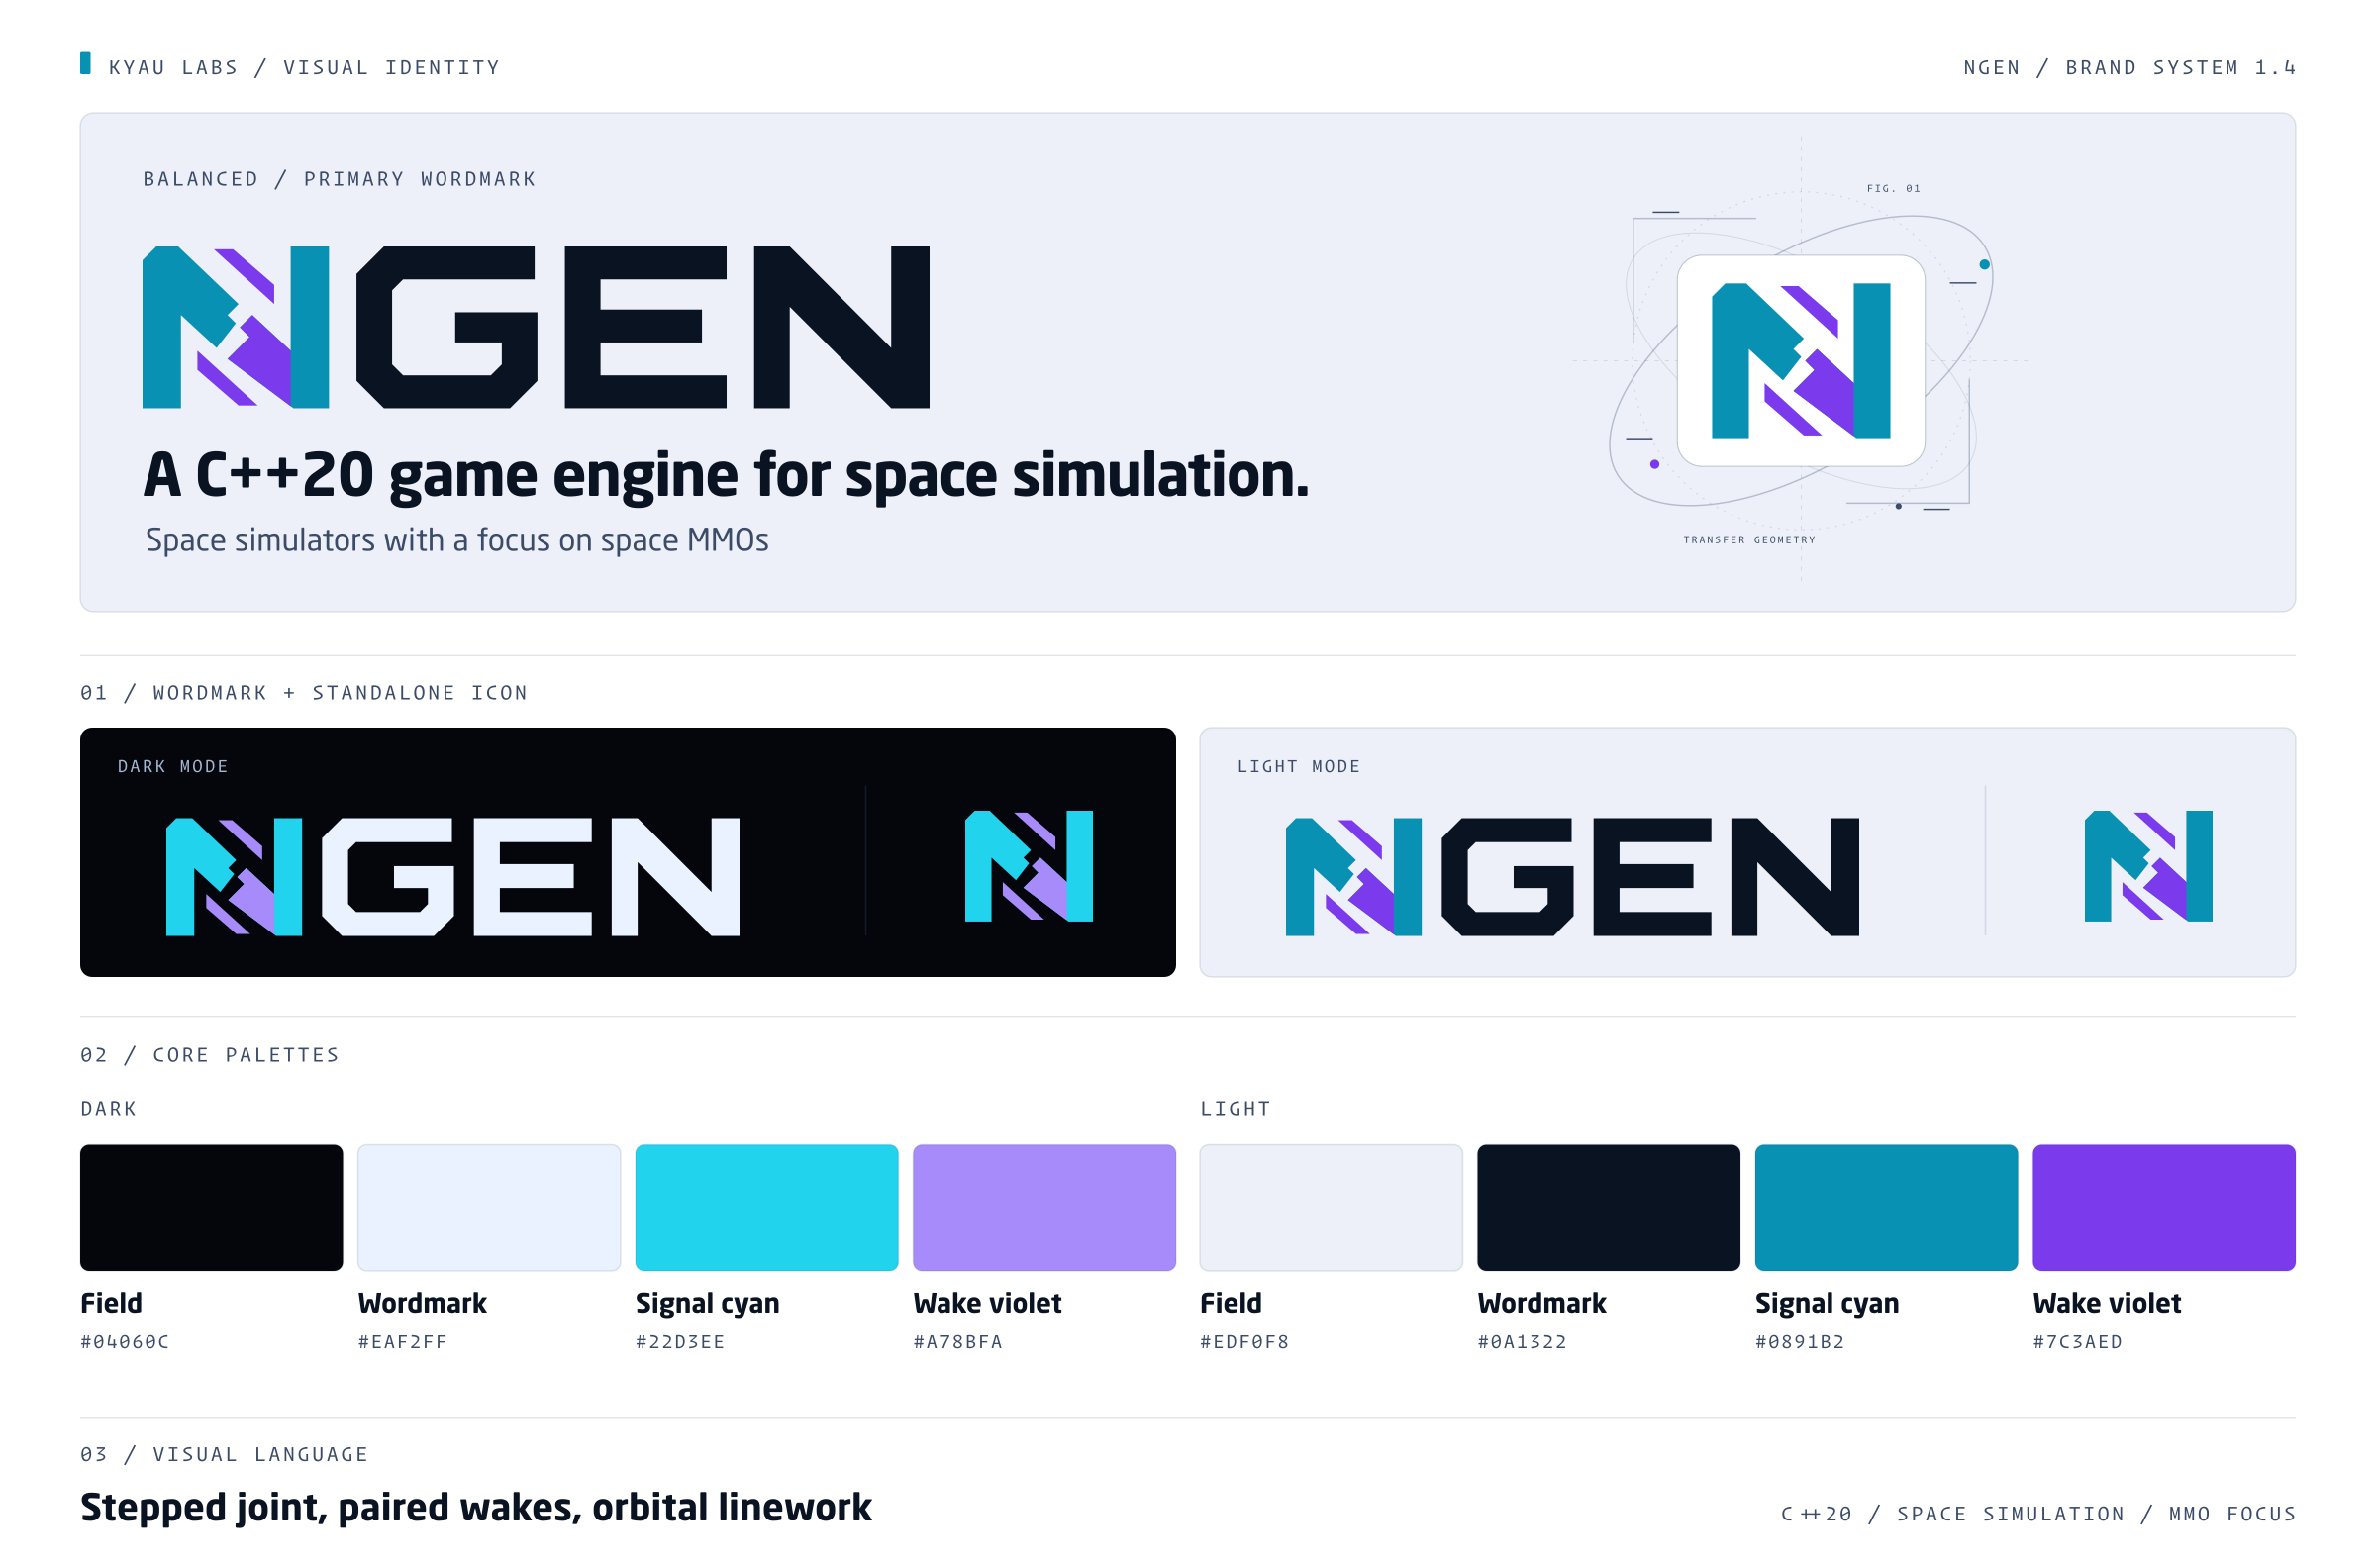 KYAU LABS / VISUAL IDENTITY
NGEN / BRAND SYSTEM 1.4
BALANCED / PRIMARY WORDMARK
NGEN
A C++20 game engine for space simulation.
Space simulators with a focus on space MMOs
FIG. 01
N
TRANSFER GEOMETRY
01 / WORDMARK + STANDALONE ICON
DARK MODE
NGEN
N
LIGHT MODE
NGEN
N
02 / CORE PALETTES
DARK
LIGHT
Field
Wordmark
Signal cyan
Wake violet
Field
Wordmark
Signal cyan
Wake violet
#04060C
#EAF2FF
#22D3EE
#A78BFA
#EDF0F8
#0A1322
#0891B2
#7C3AED
03 / VISUAL LANGUAGE
Stepped joint, paired wakes, orbital linework
C++20 / SPACE SIMULATION / MMO FOCUS